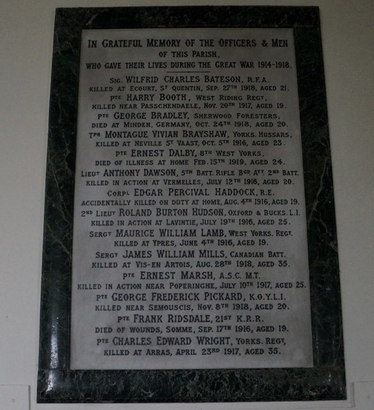 IN GRATEFUL MEMORY OF THE OFFICERS & MEN
OF THIS PARISH,
WHO GAVE THEIR LIVES DURING THE GREAT WAR 1914-1918.
SIG. WILFRID CHARLES BATESON, R.F.A.
KILLED AT ECOURT, ST QUENTIN, SEP. 27TH 1918, AGED 21.
PTE HARRY BOOTH, WEST RIDING REGT,
KILLED NEAR PASSCHENDAELE, NOV. 20TH 1917, AGED 19.
PTE GEORGE BRADLEY, SHERWOOD FORESTERS,
DIED AT MINDEN, GERMANY, OCT. 24TH 1918, AGED 20.
TPR MONTAGUE VIVIAN BRAYSHAW, YORKS. HUSSARS,
KILLED AT NEVILLE ST VAAST, OCT. 5TH 1916, AGED 23.
PTE ERNEST DALBY, 8TH WEST YORKS.
DIED OF ILLNESS AT HOME, FEB. 15TH 1919, AGED 24.
LIEUT ANTHONY DAWSON, 5TH BATT. RIFLE BDE ATT 2ND BATT.
KILLED IN ACTION AT VERMELLES, JULY 12TH 1918, AGED 20.
CORPL EDGAR PERCIVAL HADDOCK, R.E.
ACCIDENTALLY KILLED ON DUTY AT HOME, AUG. 4TH 1916, AGED 19.
2ND LIEUT ROLAND BURTON HUDSON, OXFORD & BUCKS. L.I.
KILLED IN ACTION AT LAVINTIE, JULY 19TH 1916, AGED 25.
SERGT MAURICE WILLIAM LAMB, WEST YORKS. REGT.
KILLED AT YPRES, JUNE 4TH 1916, AGED 19.
SERGT JAMES WILLIAM MILLS, CANADIAN BATT.
KILLED AT VIS-EN ARTOIS, AUG. 28TH 1918, AGED 35.
PTE ERNEST MARSH, A.S.C. M.T.
KILLED IN ACTION NEAR POPERINGHE, JULY 10TH 1917, AGED 25.
PTE GEORGE FREDERICK PICKARD, K.O.Y.L.I.
KILLED NEAR SEMOUSCIS, NOV. 8TH 1918, AGED 20.
PTE FRANK RIDSDALE, 21ST K.R.R.
DIED OF WOUNDS, SOMME, SEP. 17TH 1916, AGED 19.
PTE CHARLES EDWARD WRIGHT, YORKS. REGT,
KILLED AT ARRAS, APRIL 23RD 1917, AGED 35.